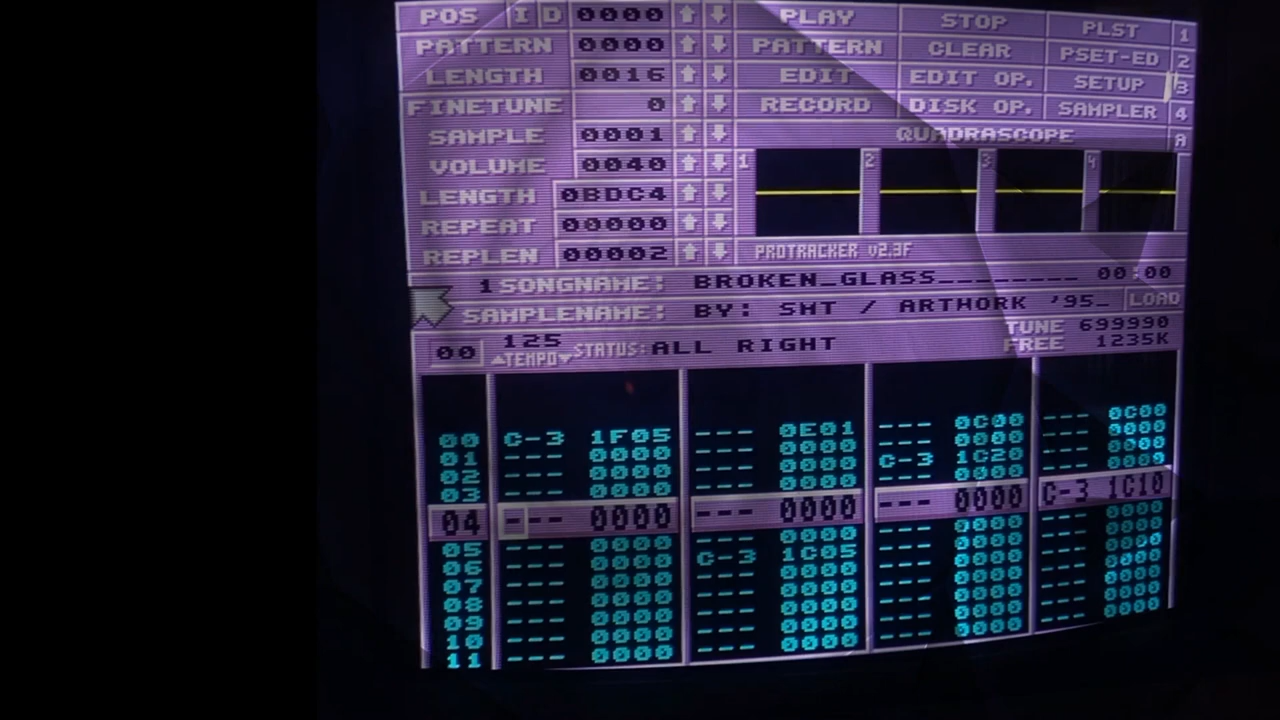 POS I D 0000 PLAY STOP PLST 1
PATTERN 0000 PATTERN CLEAR PSET-ED 2
LENGTH 0016 EDIT EDIT OP. SETUP 3
FINETUNE 0 RECORD DISK OP. SAMPLER 4
SAMPLE 0001 QUADRASCOPE A
VOLUME 0040 1 2 3 4
LENGTH 0BDC4
REPEAT 00000
REPLEN 00002 PROTRACKER v2.3F
1 SONGNAME: BROKEN_GLASS________ 00:00
SAMPLENAME: BY: SMT / ARTHORK '95_ LOAD
00 125 TEMPO STATUS: ALL RIGHT TUNE 699990
FREE 1235K
00 C-3 1F05 --- 0E01 --- 0C00 --- 0C00
01 --- 0000 --- 0000 --- 0000 --- 0000
02 --- 0000 --- 0000 C-3 1C20 --- 0000
03 --- 0000 --- 0000 --- 0000 --- 0000
04 --- 0000 --- 0000 --- 0000 C-3 1C10
05 --- 0000 --- 0000 --- 0000 --- 0000
06 --- 0000 C-3 1C05 --- 0000 --- 0000
07 --- 0000 --- 0000 --- 0000 --- 0000
08 --- 0000 --- 0000 --- 0000 --- 0000
09 --- 0000 --- 0000 --- 0000 --- 0000
10 --- 0000 --- 0000 --- 0000 --- 0000
11 --- 0000 --- 0000 --- 0000 --- 0000